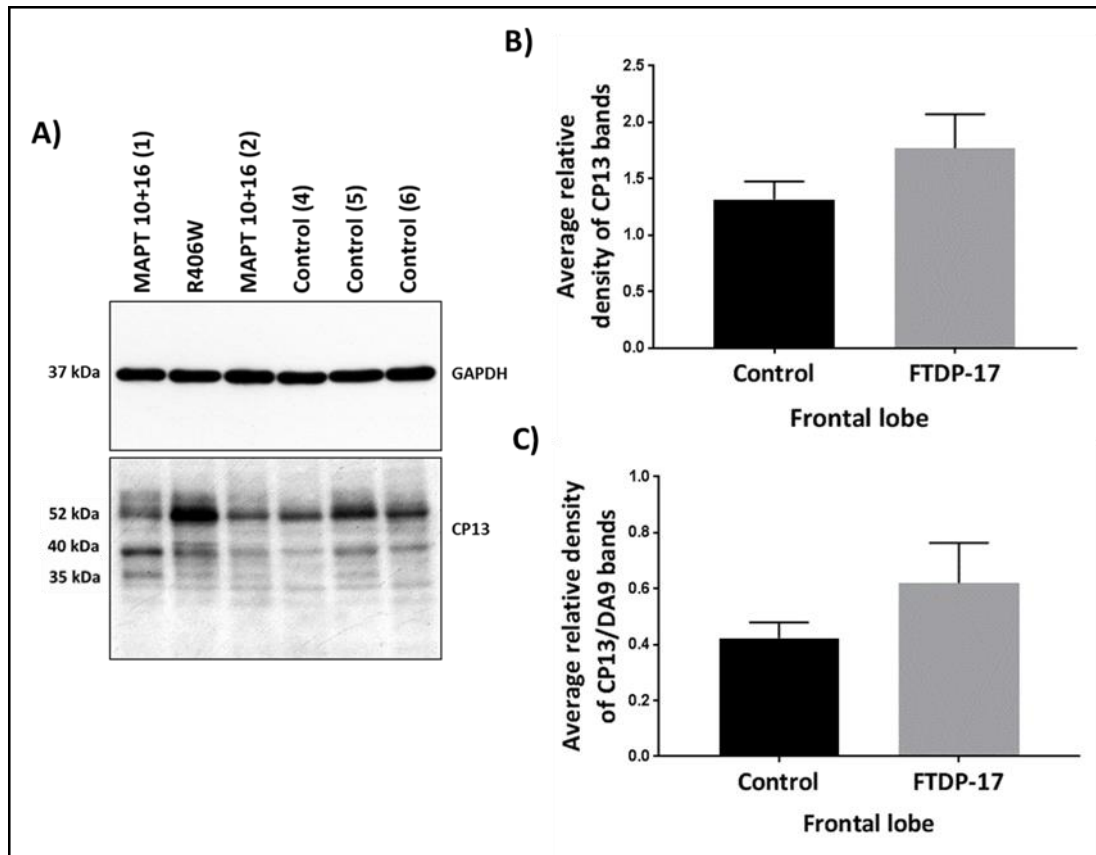 A)
MAPT 10+16 (1)
R406W
MAPT 10+16 (2)
Control (4)
Control (5)
Control (6)
37 kDa
GAPDH
52 kDa
40 kDa
35 kDa
CP13
B)
Average relative
density of CP13 bands
2.5
2.0
1.5
1.0
0.5
0.0
Control
FTDP-17
Frontal lobe
C)
Average relative density
of CP13/DA9 bands
1.0
0.8
0.6
0.4
0.2
0.0
Control
FTDP-17
Frontal lobe